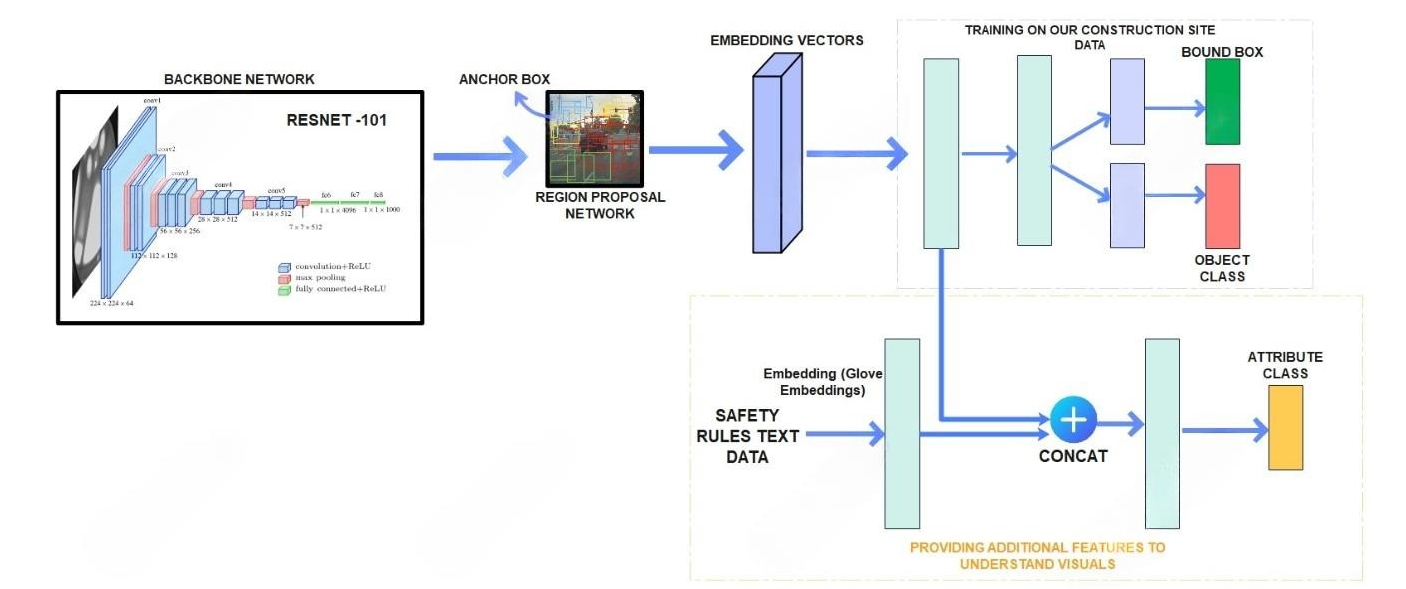 BACKBONE NETWORK
RESNET -101
conv1
conv2
conv3
conv4
conv5
fc6
fc7
fc8
1 × 1 × 4096
1 × 1 × 1000
14 × 14 × 512
28 × 28 × 512
7 × 7 × 512
56 × 56 × 256
112 × 112 × 128
224 × 224 × 64
convolution+ReLU
max pooling
fully connected+ReLU
ANCHOR BOX
REGION PROPOSAL
NETWORK
EMBEDDING VECTORS
TRAINING ON OUR CONSTRUCTION SITE
DATA
BOUND BOX
OBJECT
CLASS
Embedding (Glove
Embeddings)
SAFETY
RULES TEXT
DATA
CONCAT
ATTRIBUTE
CLASS
PROVIDING ADDITIONAL FEATURES TO
UNDERSTAND VISUALS